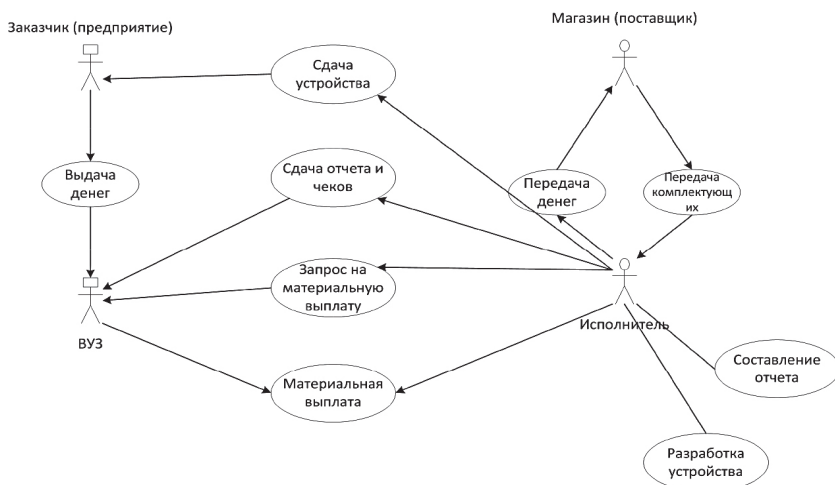 Заказчик (предприятие)
Магазин (поставщик)
Сдача
устройства
Выдача
денег
Сдача отчета и
чеков
Передача
денег
Передача
комплектующ
их
Запрос на
материальную
выплату
ВУЗ
Исполнитель
Материальная
выплата
Составление
отчета
Разработка
устройства